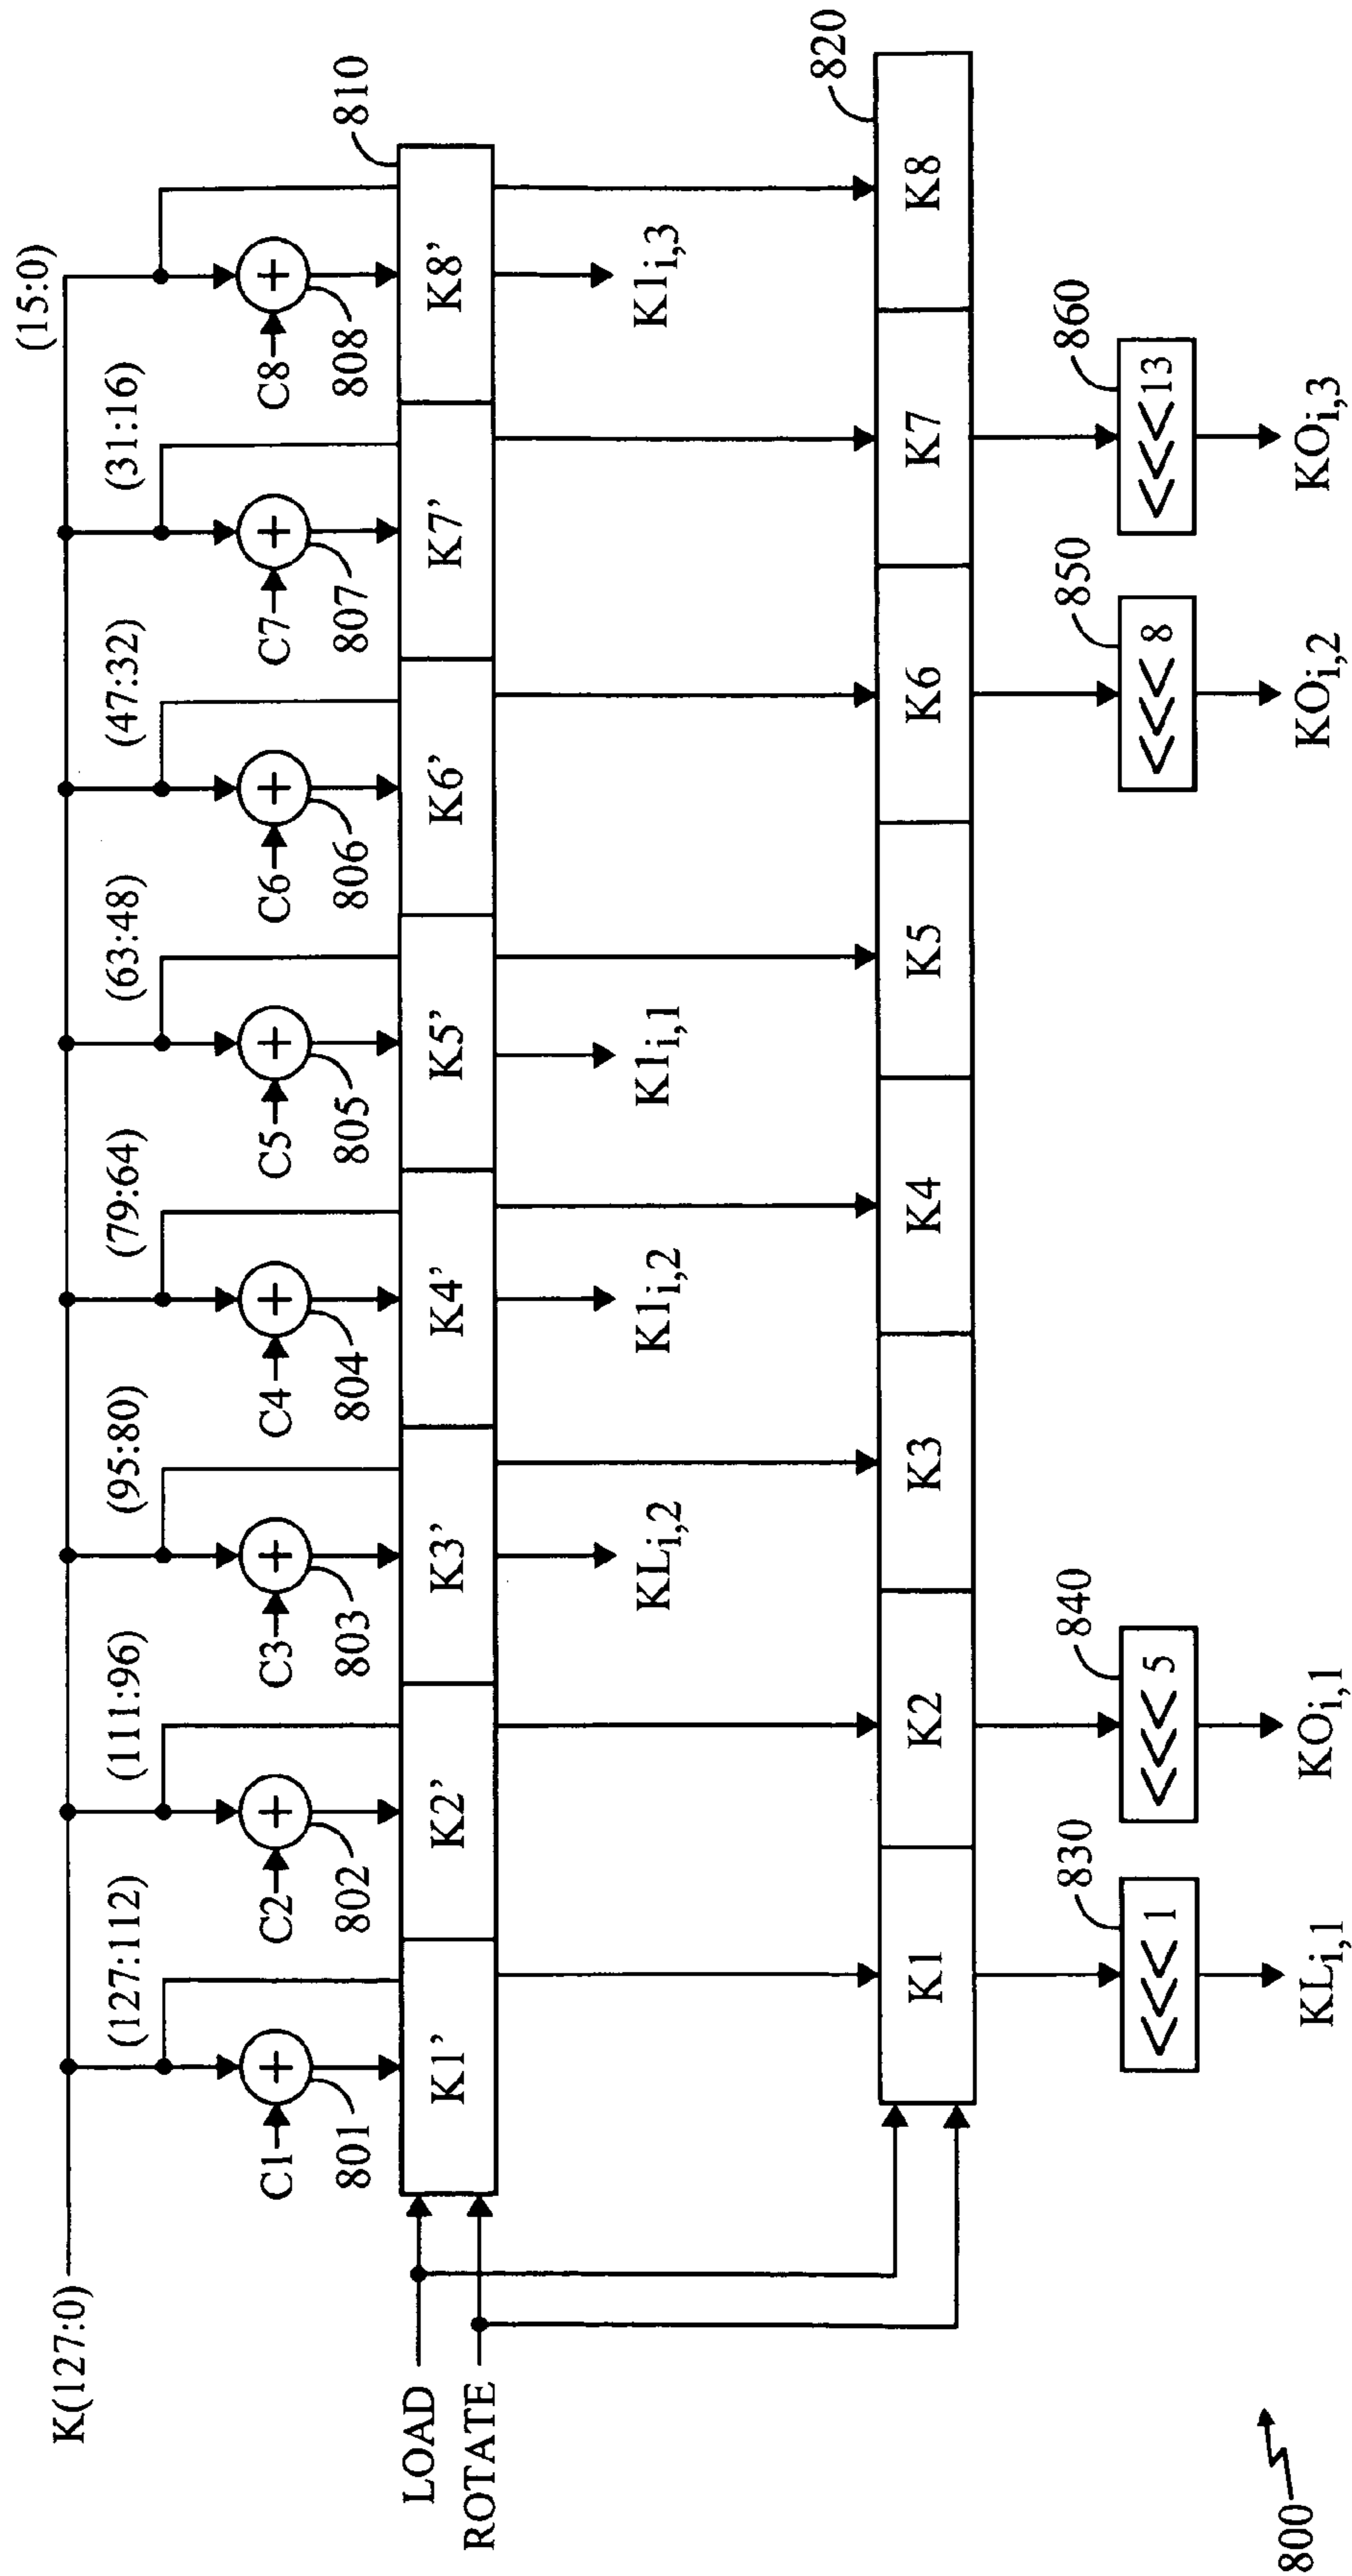 K(127:0)
(127:112)
(111:96)
(95:80)
(79:64)
(63:48)
(47:32)
(31:16)
(15:0)
C1
+
801
C2
+
802
C3
+
803
C4
+
804
C5
+
805
C6
+
806
C7
+
807
C8
+
808
810
LOAD
ROTATE
K1’
K2’
K3’
K4’
K5’
K6’
K7’
K8’
KLi,2
K1i,2
K1i,1
K1i,3
820
K1
K2
K3
K4
K5
K6
K7
K8
830
<<< 1
840
<<< 5
850
<<< 8
860
<<<13
KLi,1
KOi,1
KOi,2
KOi,3
800